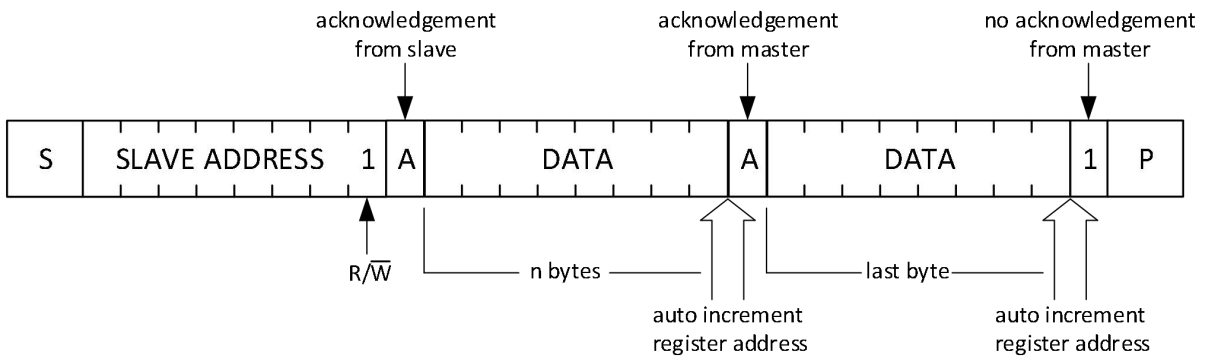 acknowledgement
from slave
acknowledgement
from master
no acknowledgement
from master
S SLAVE ADDRESS 1 A DATA A DATA 1 P
R/W̅
n bytes
last byte
auto increment
register address
auto increment
register address